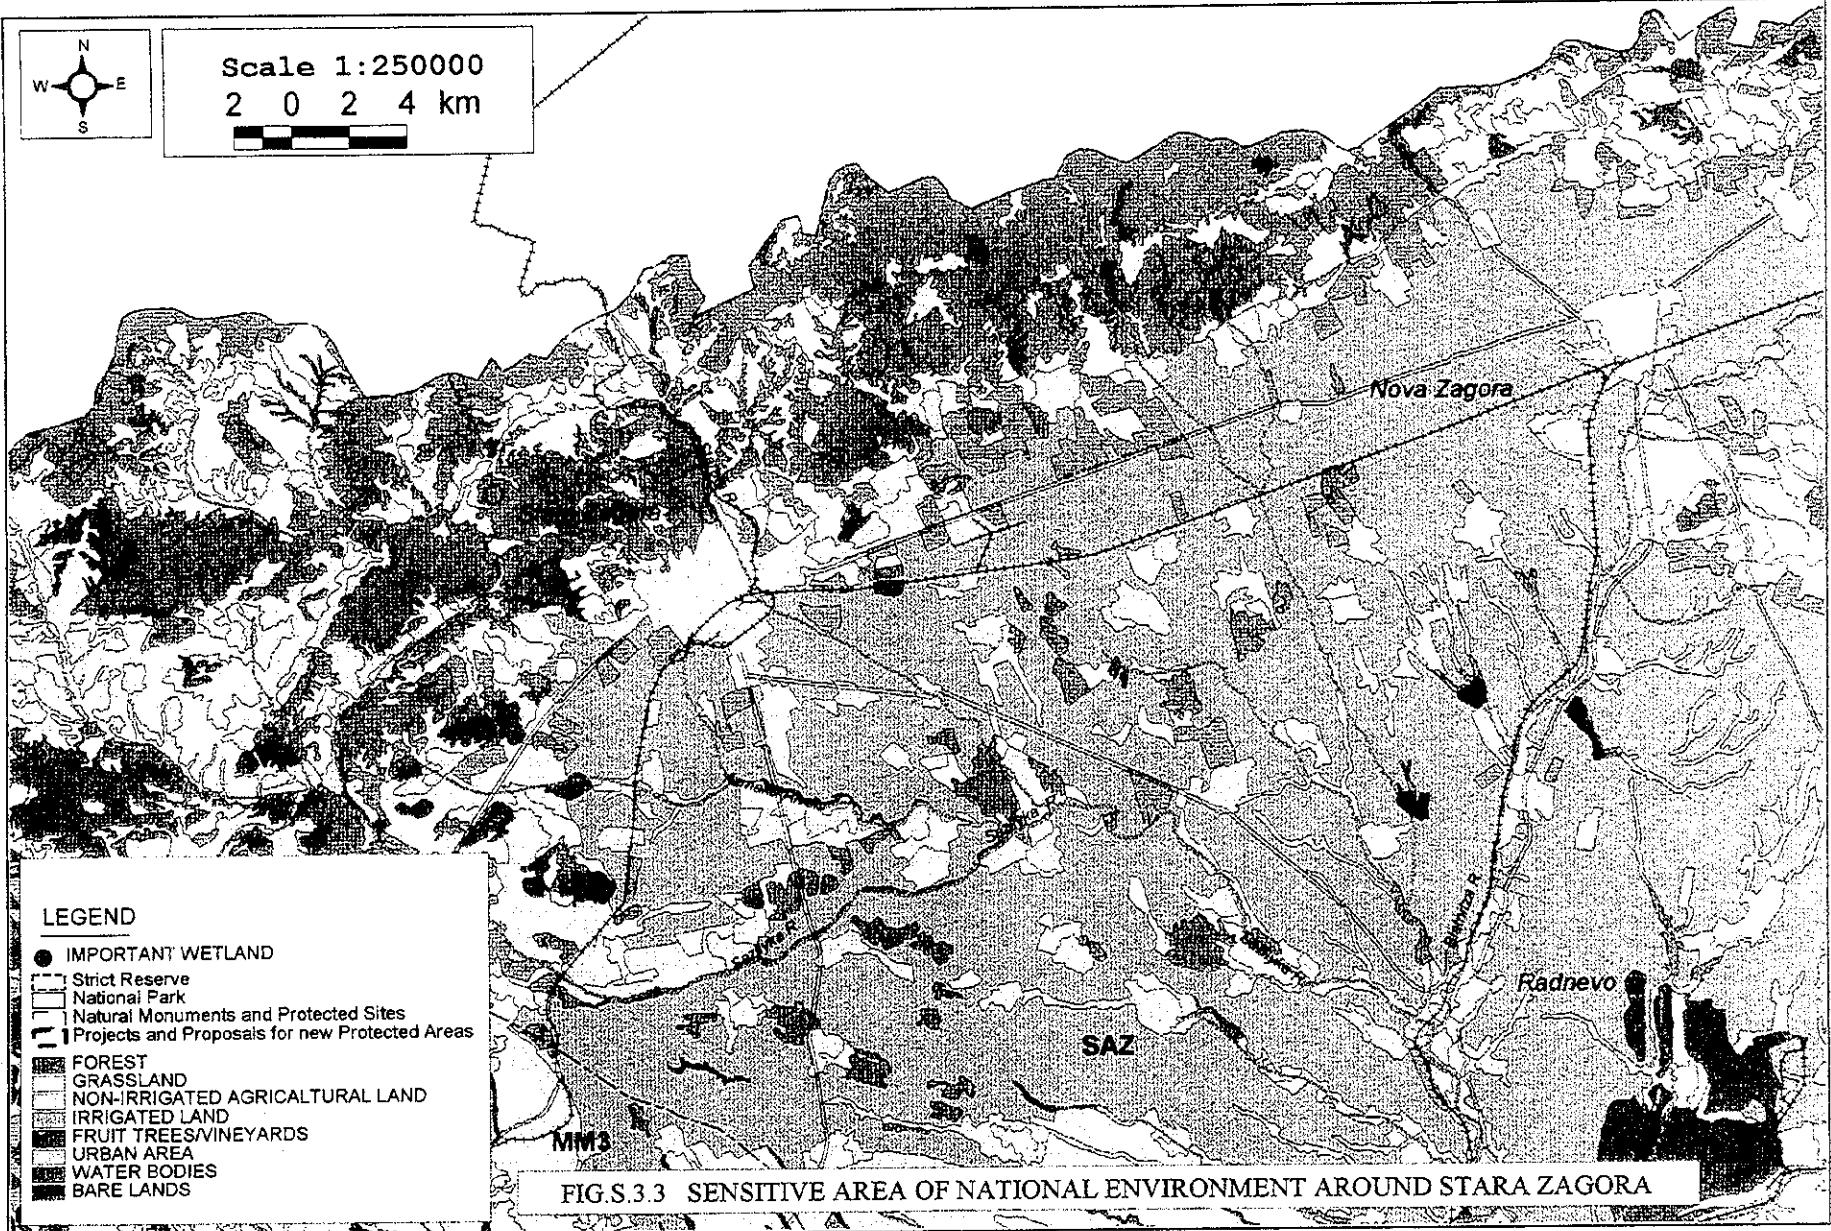 N
W E
S
Scale 1:250000
2 0 2 4 km
Nova Zagora
Sazlyka R.
Blatnitza R.
Radnevo
SAZ
MM3
LEGEND
IMPORTANT WETLAND
Strict Reserve
National Park
Natural Monuments and Protected Sites
Projects and Proposals for new Protected Areas
FOREST
GRASSLAND
NON-IRRIGATED AGRICALTURAL LAND
IRRIGATED LAND
FRUIT TREES/VINEYARDS
URBAN AREA
WATER BODIES
BARE LANDS
FIG.S.3.3 SENSITIVE AREA OF NATIONAL ENVIRONMENT AROUND STARA ZAGORA